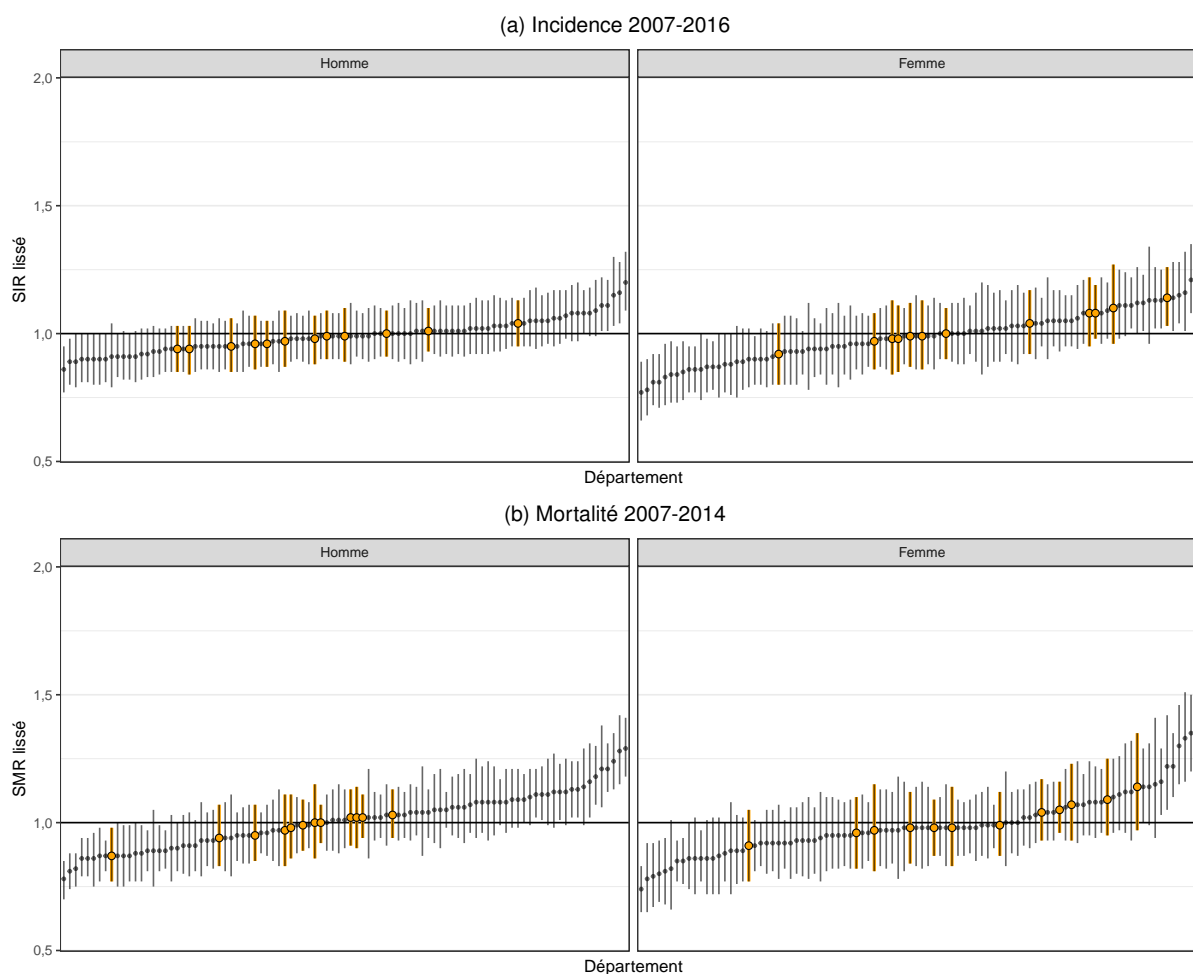 (a) Incidence 2007-2016
Homme
Femme
2,0
1,5
1,0
0,5
SIR lissé
Département
(b) Mortalité 2007-2014
Homme
Femme
2,0
1,5
1,0
0,5
SMR lissé
Département